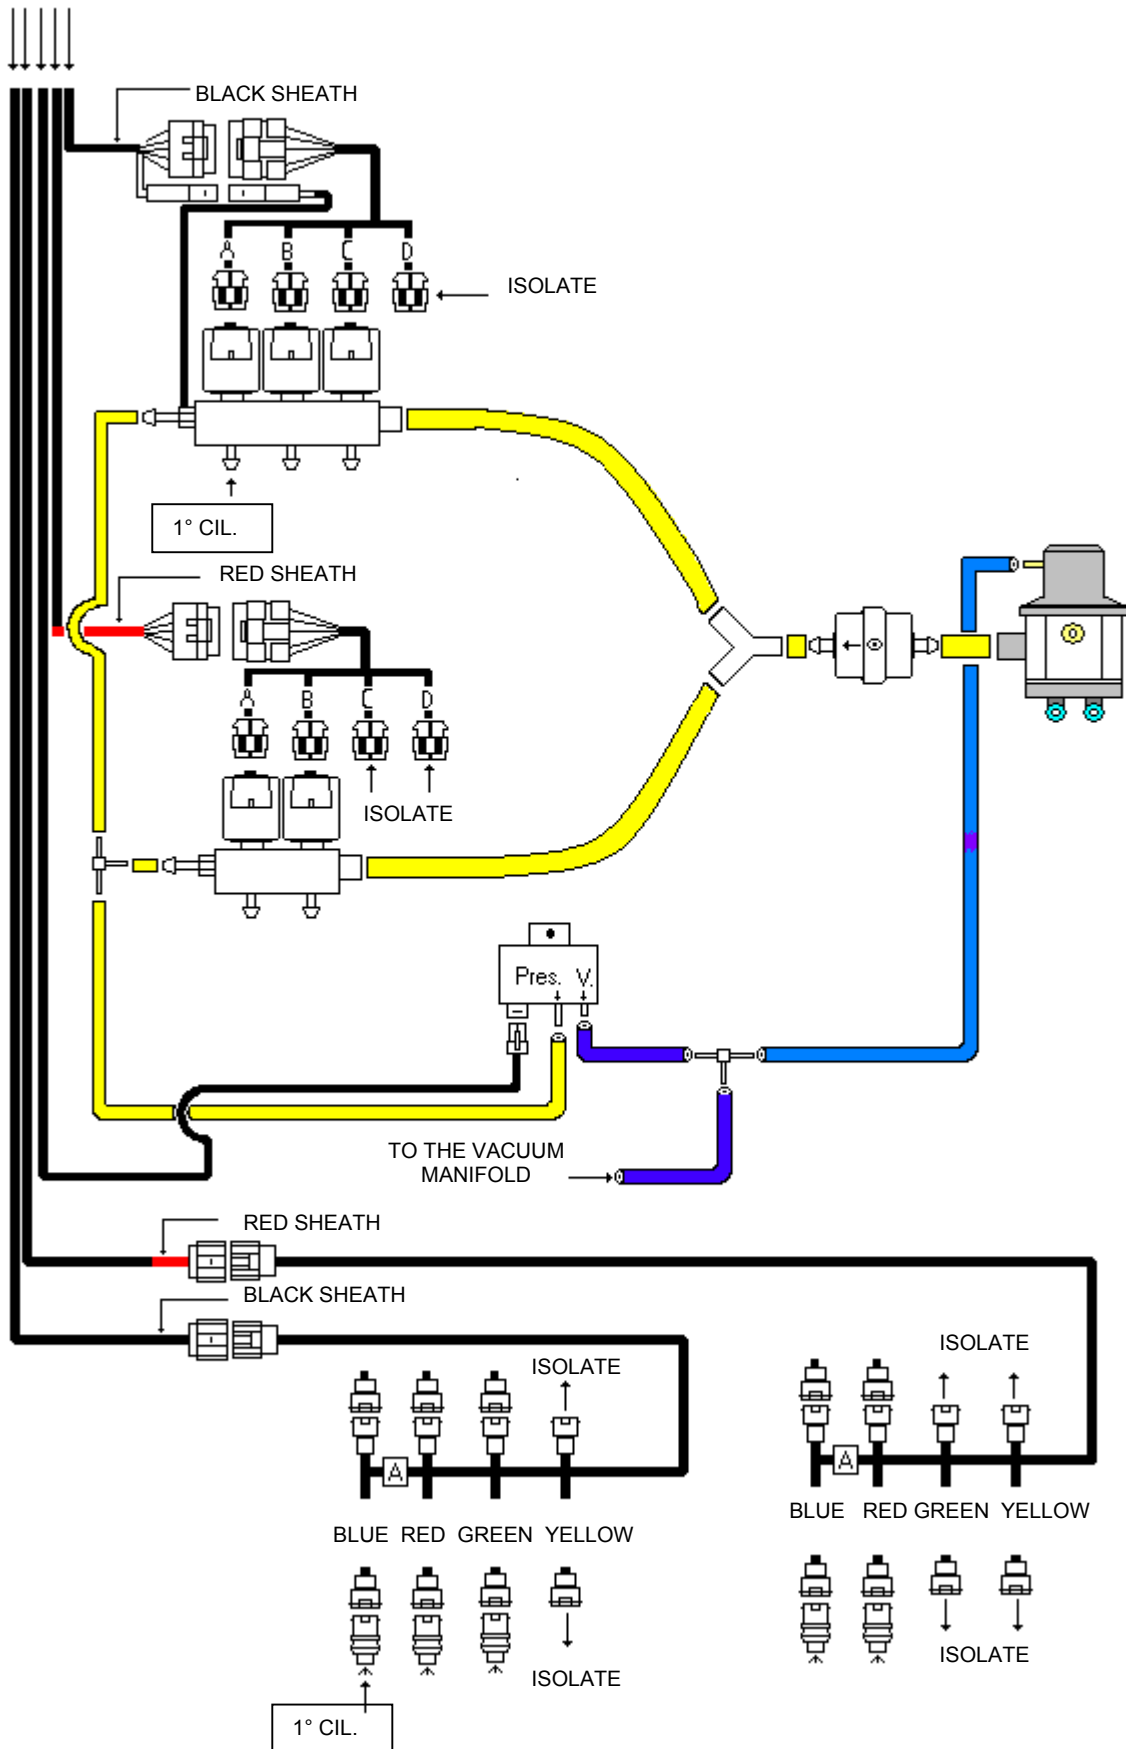 BLACK SHEATH
A B C D
ISOLATE
1° CIL.
RED SHEATH
A B C D
ISOLATE
Pres. V.
TO THE VACUUM
MANIFOLD
RED SHEATH
BLACK SHEATH
ISOLATE
A
BLUE RED GREEN YELLOW
ISOLATE
1° CIL.
ISOLATE
A
BLUE RED GREEN YELLOW
ISOLATE